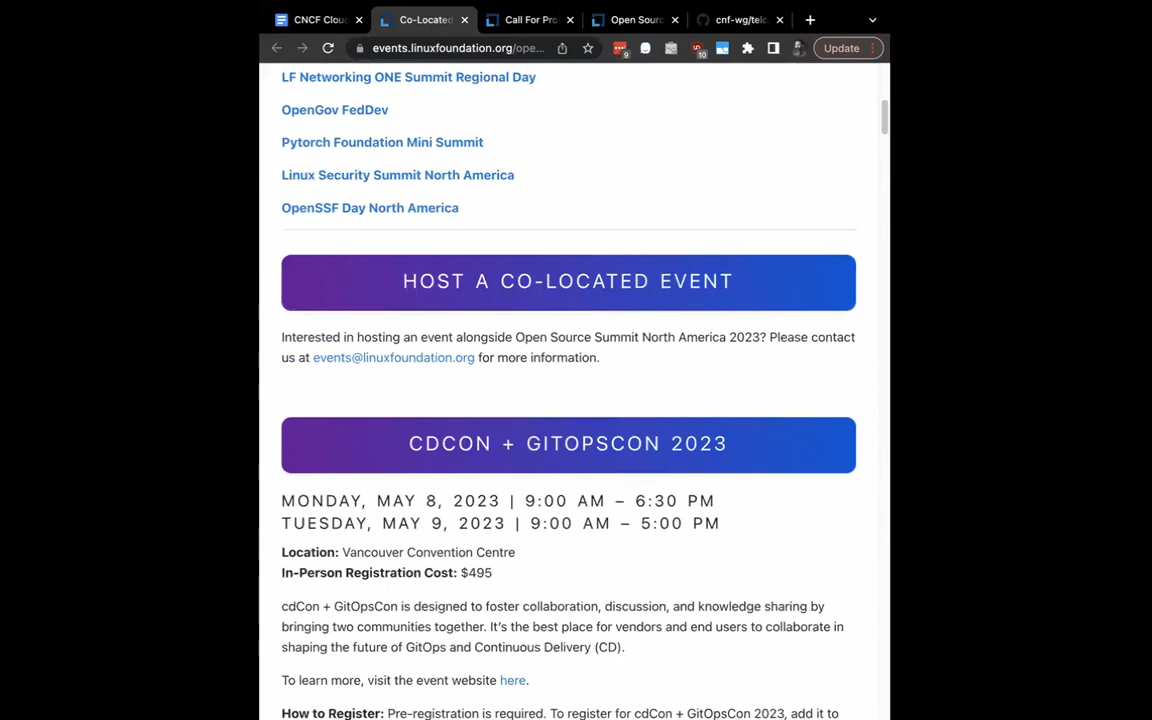 CNCF Clou
Co-Located
Call For Pro
Open Sourc
cnf-wg/telc
events.linuxfoundation.org/ope...
9
10
Update
LF Networking ONE Summit Regional Day
OpenGov FedDev
Pytorch Foundation Mini Summit
Linux Security Summit North America
OpenSSF Day North America
HOST A CO-LOCATED EVENT
Interested in hosting an event alongside Open Source Summit North America 2023? Please contact
us at events@linuxfoundation.org for more information.
CDCON + GITOPSCON 2023
MONDAY, MAY 8, 2023 | 9:00 AM – 6:30 PM
TUESDAY, MAY 9, 2023 | 9:00 AM – 5:00 PM
Location: Vancouver Convention Centre
In-Person Registration Cost: $495
cdCon + GitOpsCon is designed to foster collaboration, discussion, and knowledge sharing by
bringing two communities together. It's the best place for vendors and end users to collaborate in
shaping the future of GitOps and Continuous Delivery (CD).
To learn more, visit the event website here.
How to Register: Pre-registration is required. To register for cdCon + GitOpsCon 2023, add it to